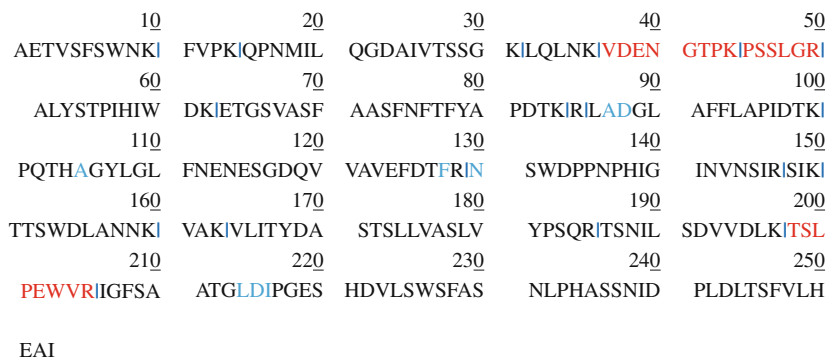 10 20 30 40 50
AETVSFSWNK| FVPK|QPNMIL QGDAIVTSSG K|LQLNK|VDEN GTPK|PSSLGR|
60 70 80 90 100
ALYSTPIHIW DK|ETGSVASF AASFNFTFYA PDTK|R|LADGL AFFLAPIDTK|
110 120 130 140 150
PQTHAGYLGL FNENESGDQV VAVEFDTFR|N SWDPPNPHIG INVNSIR|SIK|
160 170 180 190 200
TTSWDLANNK| VAK|VLITYDA STSLLVASLV YPSQR|TSNIL SDVVDLK|TSL
210 220 230 240 250
PEWVR|IGFSA ATGLDIPGES HDVLSWSFAS NLPHASSNID PLDLTSFVLH
EAI